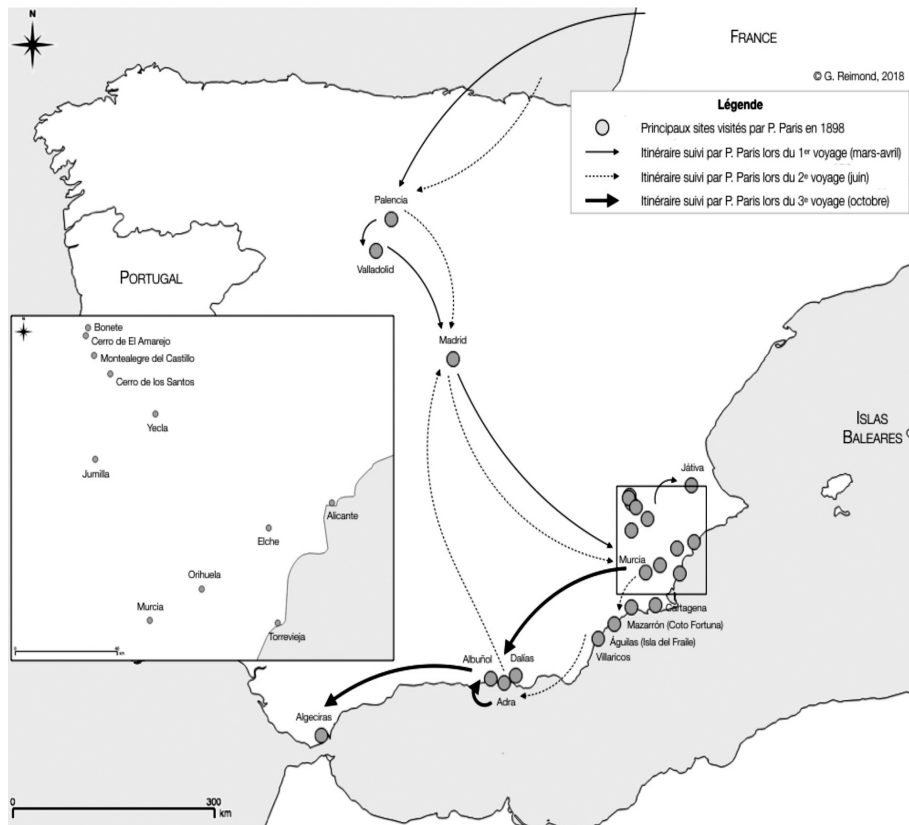 N
FRANCE
© G. Reimond, 2018
Légende
Principaux sites visités par P. Paris en 1898
Itinéraire suivi par P. Paris lors du 1er voyage (mars-avril)
Itinéraire suivi par P. Paris lors du 2e voyage (juin)
Itinéraire suivi par P. Paris lors du 3e voyage (octobre)
Palencia
Valladolid
PORTUGAL
Madrid
ISLAS
BALEARES
Játiva
Murcia
Cartagena
Mazarrón (Coto Fortuna)
Águilas (Isla del Fraile)
Villaricos
Albuñol
Dalías
Adra
Algeciras
0
300
km
N
Bonete
Cerro de El Amarejo
Montealegre del Castillo
Cerro de los Santos
Yecla
Jumilla
Alicante
Elche
Orihuela
Murcia
Torrevieja
0
km